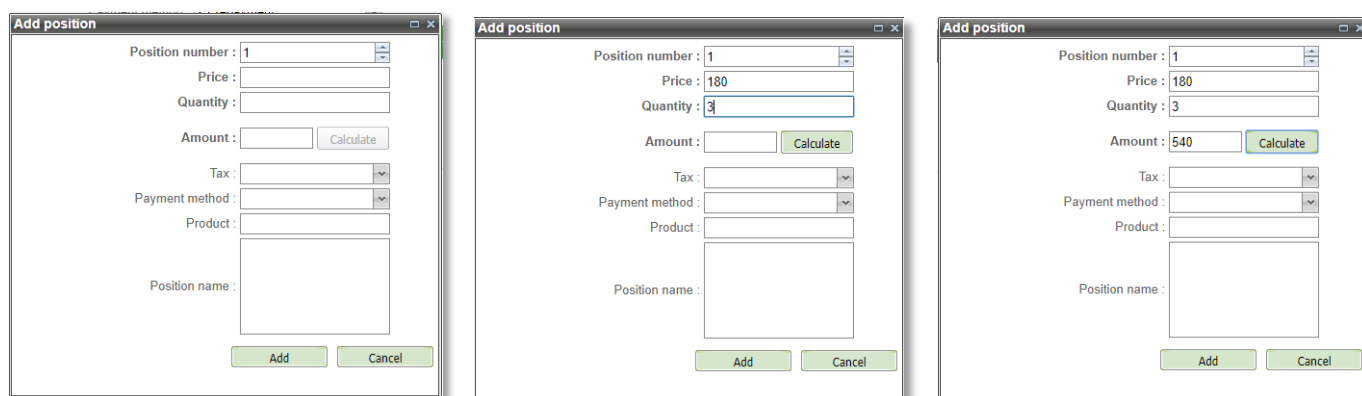 Add position
Position number : 1
Price :
Quantity :
Amount : Calculate
Tax :
Payment method :
Product :
Position name :
Add Cancel
Add position
Position number : 1
Price : 180
Quantity : 3
Amount : Calculate
Tax :
Payment method :
Product :
Position name :
Add Cancel
Add position
Position number : 1
Price : 180
Quantity : 3
Amount : 540 Calculate
Tax :
Payment method :
Product :
Position name :
Add Cancel